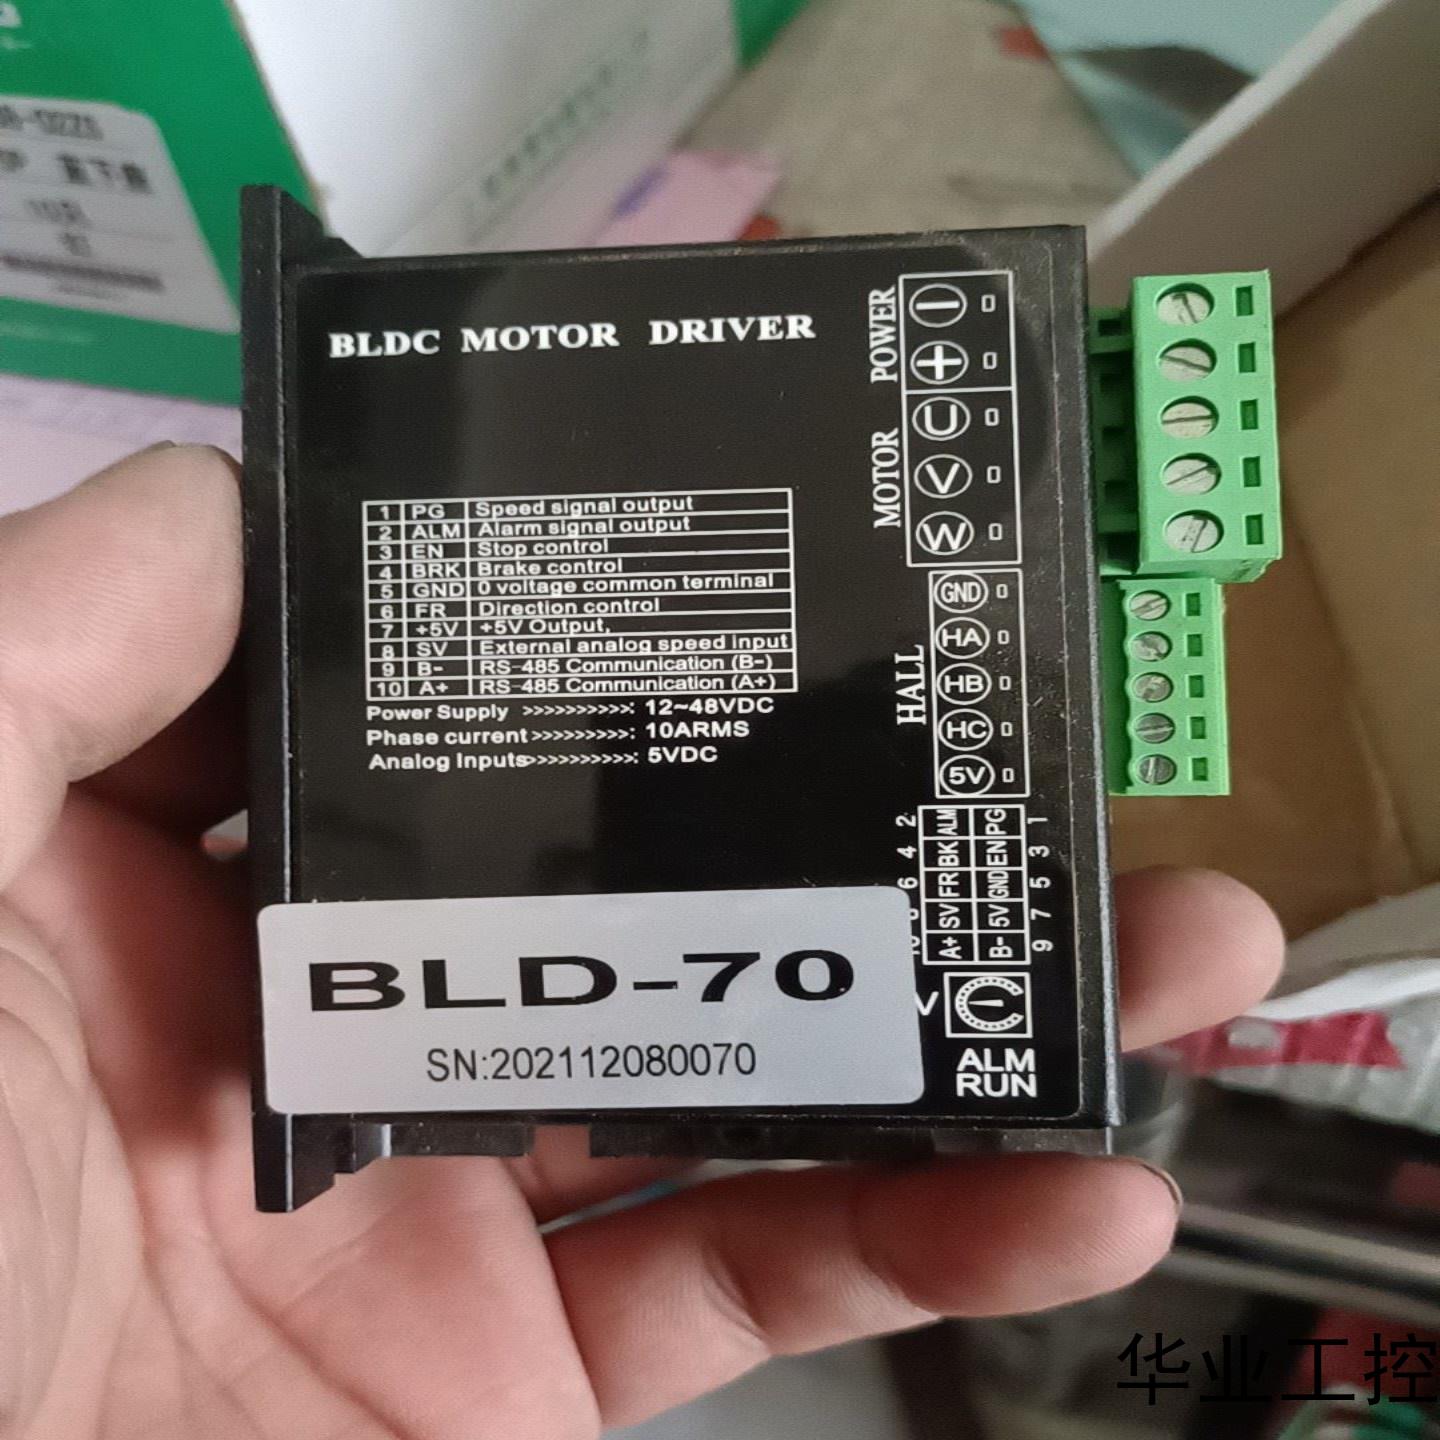 BLDC MOTOR DRIVER
1 PG Speed signal output
2 ALM Alarm signal output
3 EN Stop control
4 BRK Brake control
5 GND 0 voltage common terminal
6 FR Direction control
7 +5V +5V Output,
8 SV External analog speed input
9 B- RS-485 Communication (B-)
10 A+ RS-485 Communication (A+)
Power Supply >>>>>>>>>>: 12~48VDC
Phase current >>>>>>>>>: 10ARMS
Analog Inputs>>>>>>>>>>: 5VDC
POWER
−
+
MOTOR
U
V
W
HALL
GND
HA
HB
HC
5V
2 ALM PG 1
4 BK EN 3
6 FR GND 5
SV 5V 7
A+ B- 9
V
ALM
RUN
BLD-70
SN:202112080070
华业工控